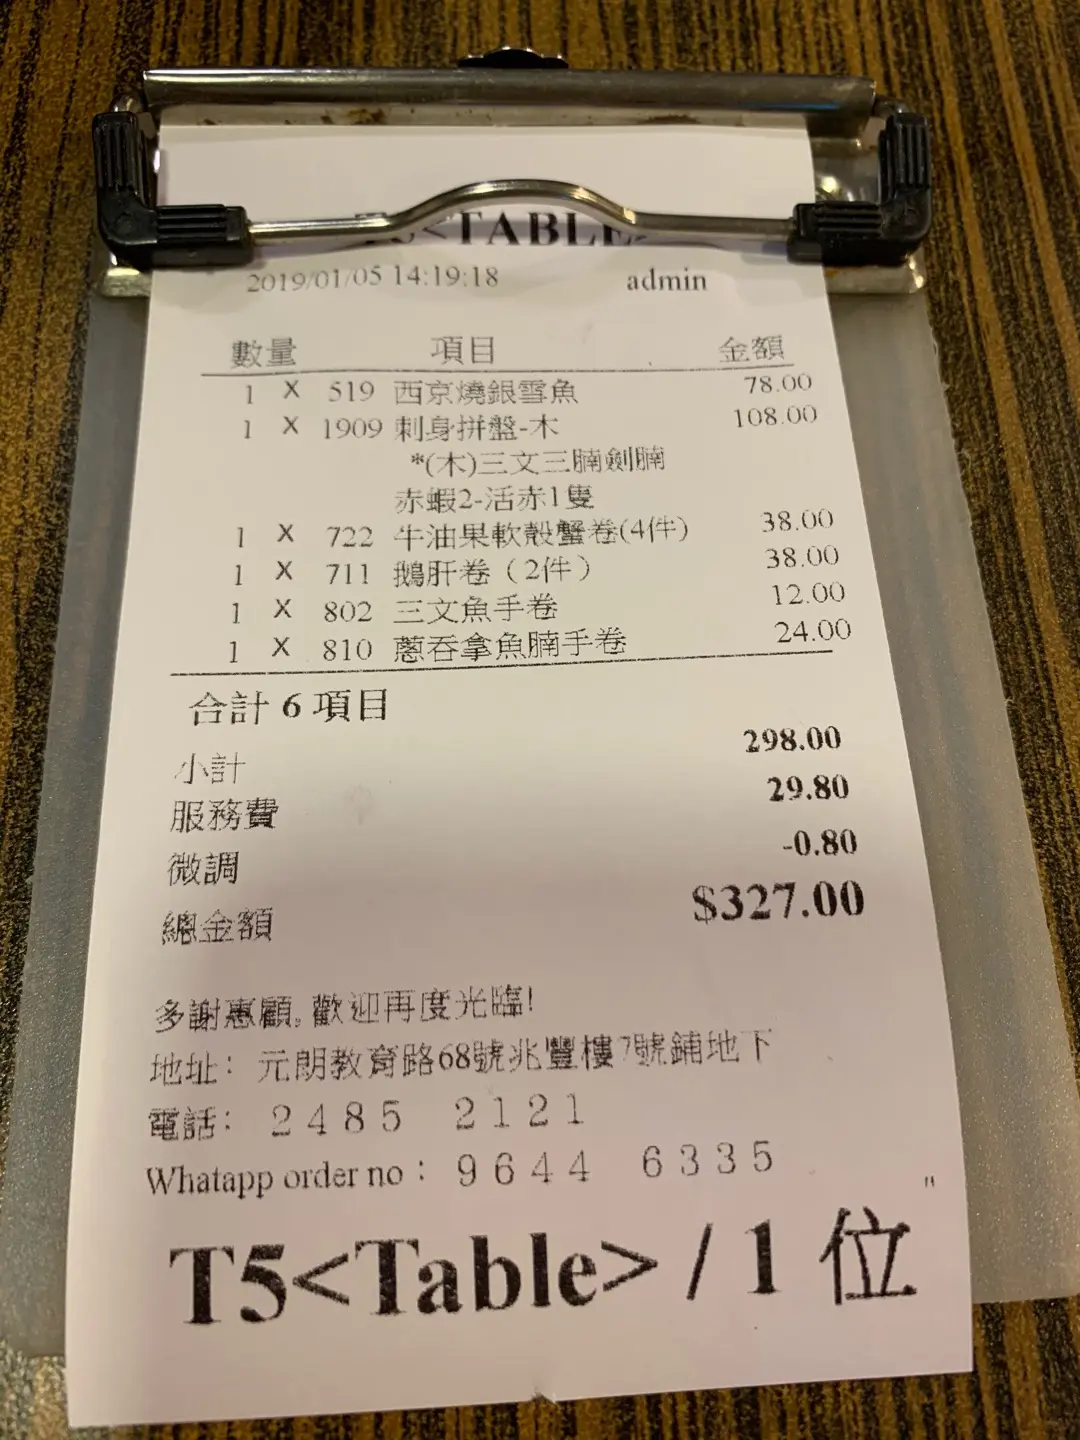 <TABLE>
2019/01/05 14:19:18 admin
數量 項目 金額
1 X 519 西京燒銀雪魚 78.00
1 X 1909 刺身拼盤-木 108.00
*(木)三文三腩劍腩
赤蝦2-活赤1隻
1 X 722 牛油果軟殼蟹卷(4件) 38.00
1 X 711 鵝肝卷（2件） 38.00
1 X 802 三文魚手卷 12.00
1 X 810 蔥吞拿魚腩手卷 24.00
合計 6 項目
小計 298.00
服務費 29.80
微調 -0.80
總金額 $327.00
多謝惠顧,歡迎再度光臨!
地址：元朗教育路68號兆豐樓7號鋪地下
電話：2485 2121
Whatapp order no：9644 6335
T5<Table> / 1 位